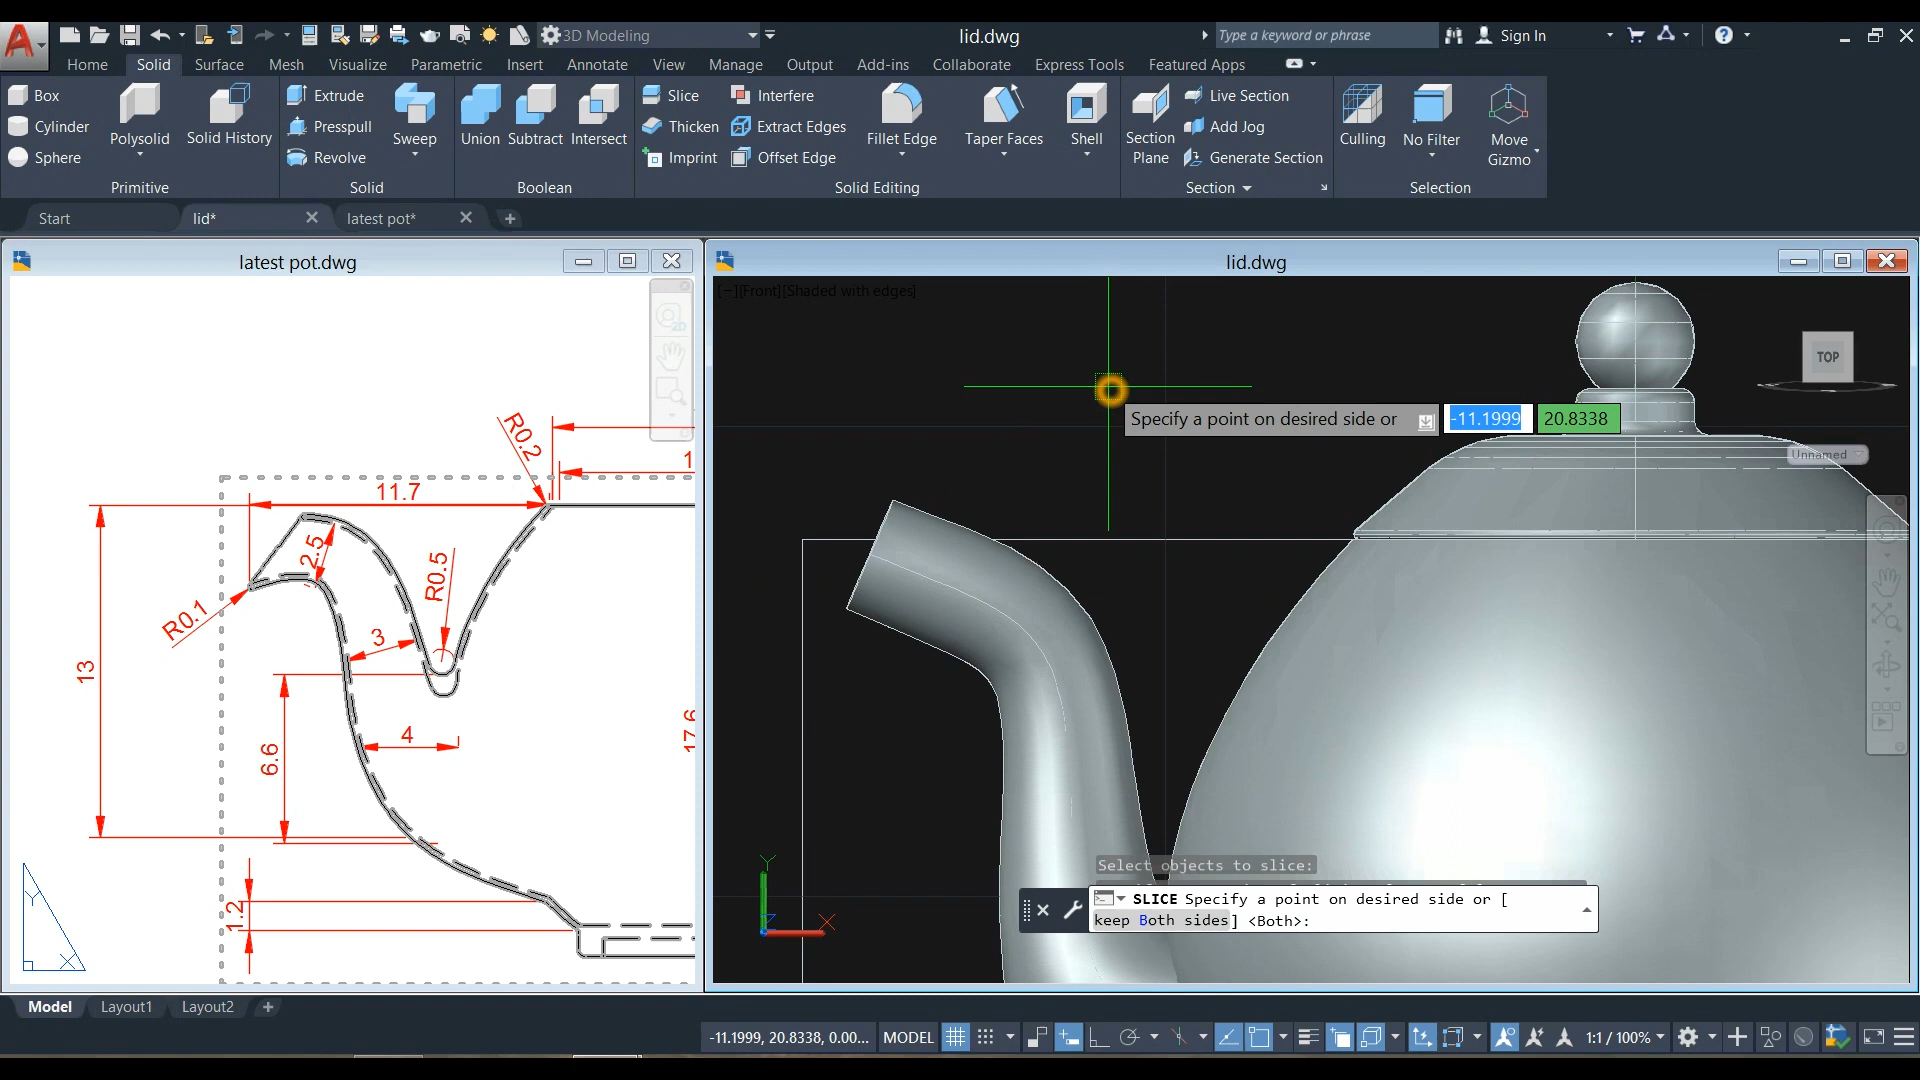 3D Modeling
lid.dwg
Type a keyword or phrase
Sign In
Home
Solid
Surface
Mesh
Visualize
Parametric
Insert
Annotate
View
Manage
Output
Add-ins
Collaborate
Express Tools
Featured Apps
Box
Cylinder
Sphere
Polysolid
Solid History
Primitive
Extrude
Presspull
Revolve
Sweep
Solid
Union
Subtract
Intersect
Boolean
Slice
Thicken
Imprint
Interfere
Extract Edges
Offset Edge
Fillet Edge
Taper Faces
Shell
Solid Editing
Section
Plane
Live Section
Add Jog
Generate Section
Section
Culling
No Filter
Move
Gizmo
Selection
Start
lid*
latest pot*
latest pot.dwg
2D
R0.2
1
11.7
2.5
R0.5
R0.1
3
13
4
6.6
17.6
1.2
Y
X
lid.dwg
[−][Front][Shaded with edges]
TOP
Specify a point on desired side or
-11.1999
20.8338
Unnamed
Y
Z
X
Select objects to slice:
SLICE Specify a point on desired side or [
keep Both sides] <Both>:
Model
Layout1
Layout2
-11.1999, 20.8338, 0.00...
MODEL
1:1 / 100%